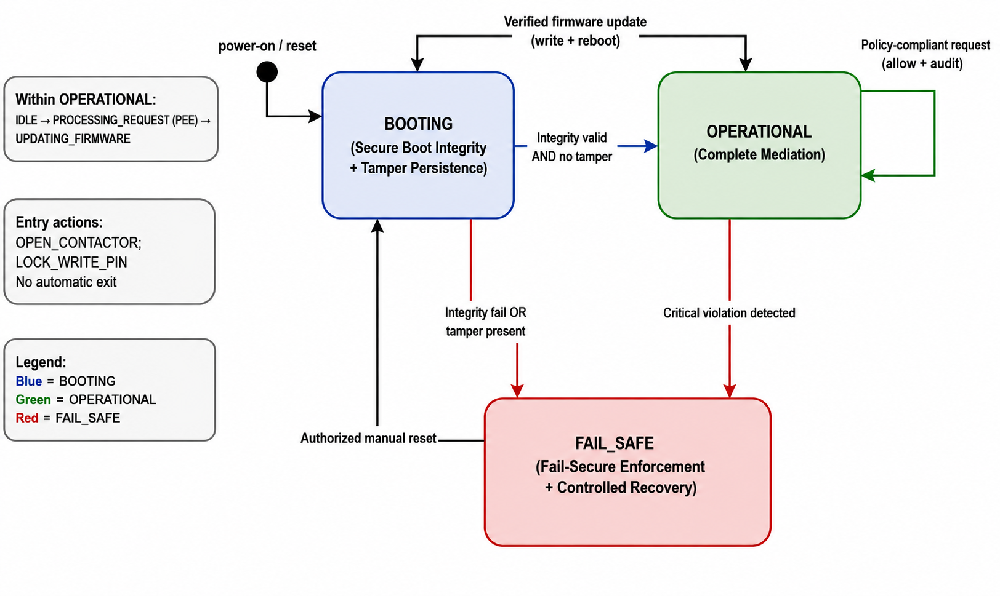 Verified firmware update
(write + reboot)
power-on / reset
Policy-compliant request
(allow + audit)
Within OPERATIONAL:
IDLE → PROCESSING_REQUEST (PEE) →
UPDATING_FIRMWARE
BOOTING
(Secure Boot Integrity
+ Tamper Persistence)
Integrity valid
AND no tamper
OPERATIONAL
(Complete Mediation)
Entry actions:
OPEN_CONTACTOR;
LOCK_WRITE_PIN
No automatic exit
Integrity fail OR
tamper present
Critical violation detected
Legend:
Blue = BOOTING
Green = OPERATIONAL
Red = FAIL_SAFE
Authorized manual reset
FAIL_SAFE
(Fail-Secure Enforcement
+ Controlled Recovery)